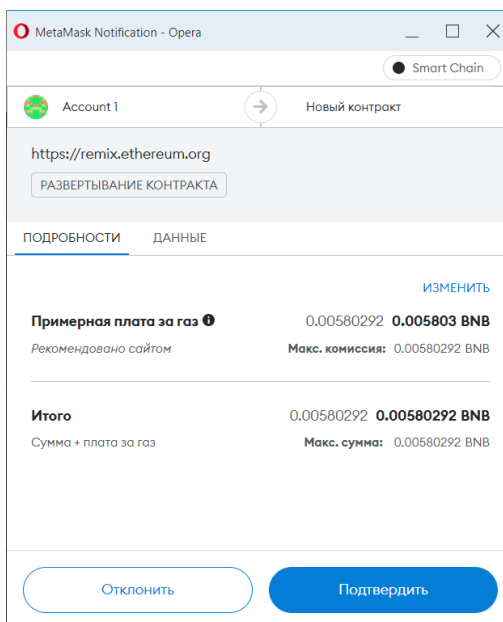 MetaMask Notification - Opera
Smart Chain
Account 1
Новый контракт
https://remix.ethereum.org
РАЗВЕРТЫВАНИЕ КОНТРАКТА
ПОДРОБНОСТИ ДАННЫЕ
ИЗМЕНИТЬ
Примерная плата за газ 0.00580292 0.005803 BNB
Рекомендовано сайтом Макс. комиссия: 0.00580292 BNB
Итого 0.00580292 0.00580292 BNB
Сумма + плата за газ Макс. сумма: 0.00580292 BNB
Отклонить Подтвердить